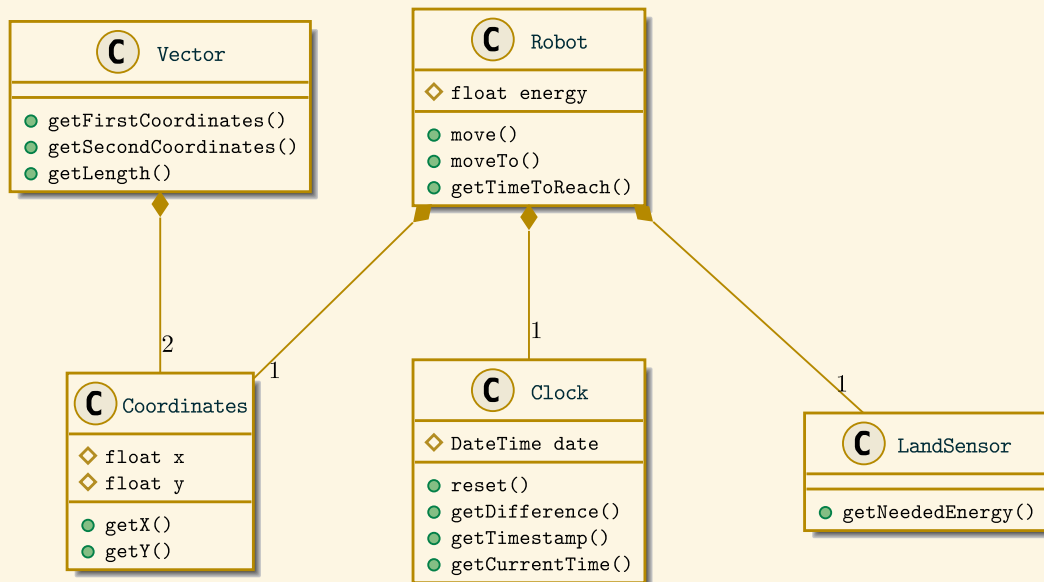 C Vector
getFirstCoordinates()
getSecondCoordinates()
getLength()
C Robot
float energy
move()
moveTo()
getTimeToReach()
2
1
1
1
C Coordinates
float x
float y
getX()
getY()
C Clock
DateTime date
reset()
getDifference()
getTimestamp()
getCurrentTime()
C LandSensor
getNeededEnergy()